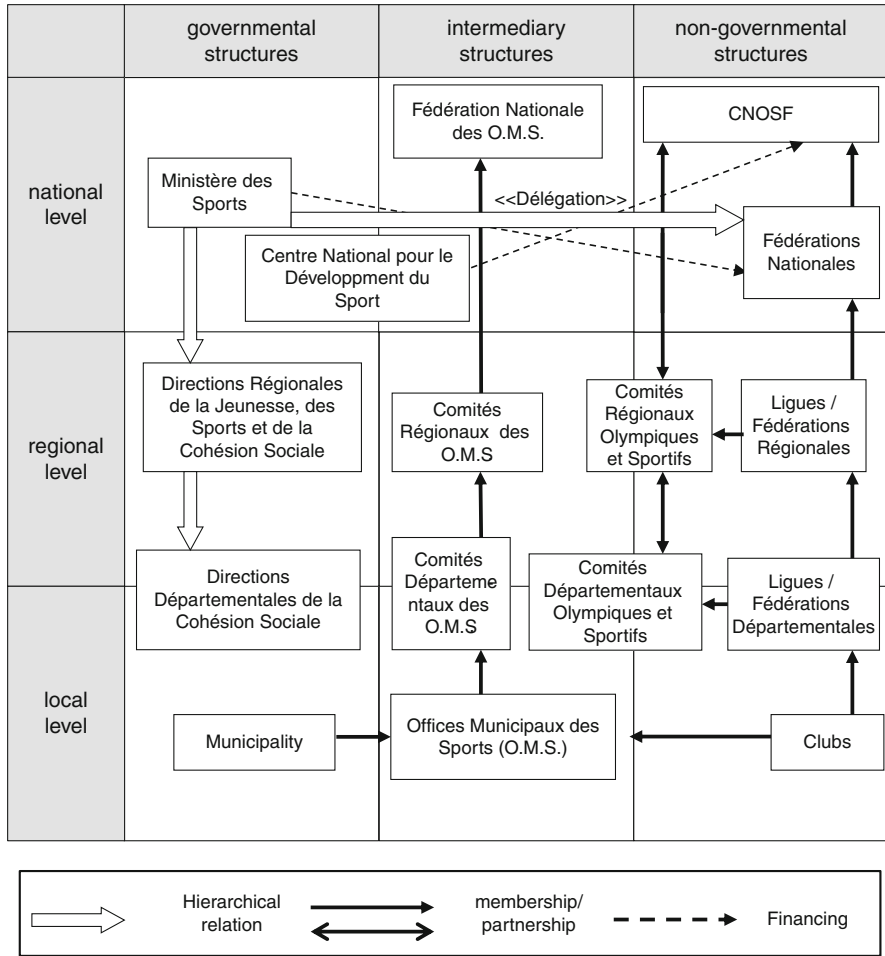 governmental
structures
intermediary
structures
non-governmental
structures
national
level
Fédération Nationale
des O.M.S.
CNOSF
Ministère des
Sports
<<Délégation>>
Centre National pour le
Développment du
Sport
Fédérations
Nationales
regional
level
Directions Régionales
de la Jeunesse, des
Sports et de la
Cohésion Sociale
Comités
Régionaux des
O.M.S
Comités
Régionaux
Olympiques
et Sportifs
Ligues /
Fédérations
Régionales
Directions
Départementales de la
Cohésion Sociale
Comités
Départeme-
ntaux des
O.M.S.
Comités
Départementaux
Olympiques et
Sportifs
Ligues /
Fédérations
Départementales
local
level
Municipality
Offices Municipaux des
Sports (O.M.S.)
Clubs
Hierarchical
relation
membership/
partnership
Financing